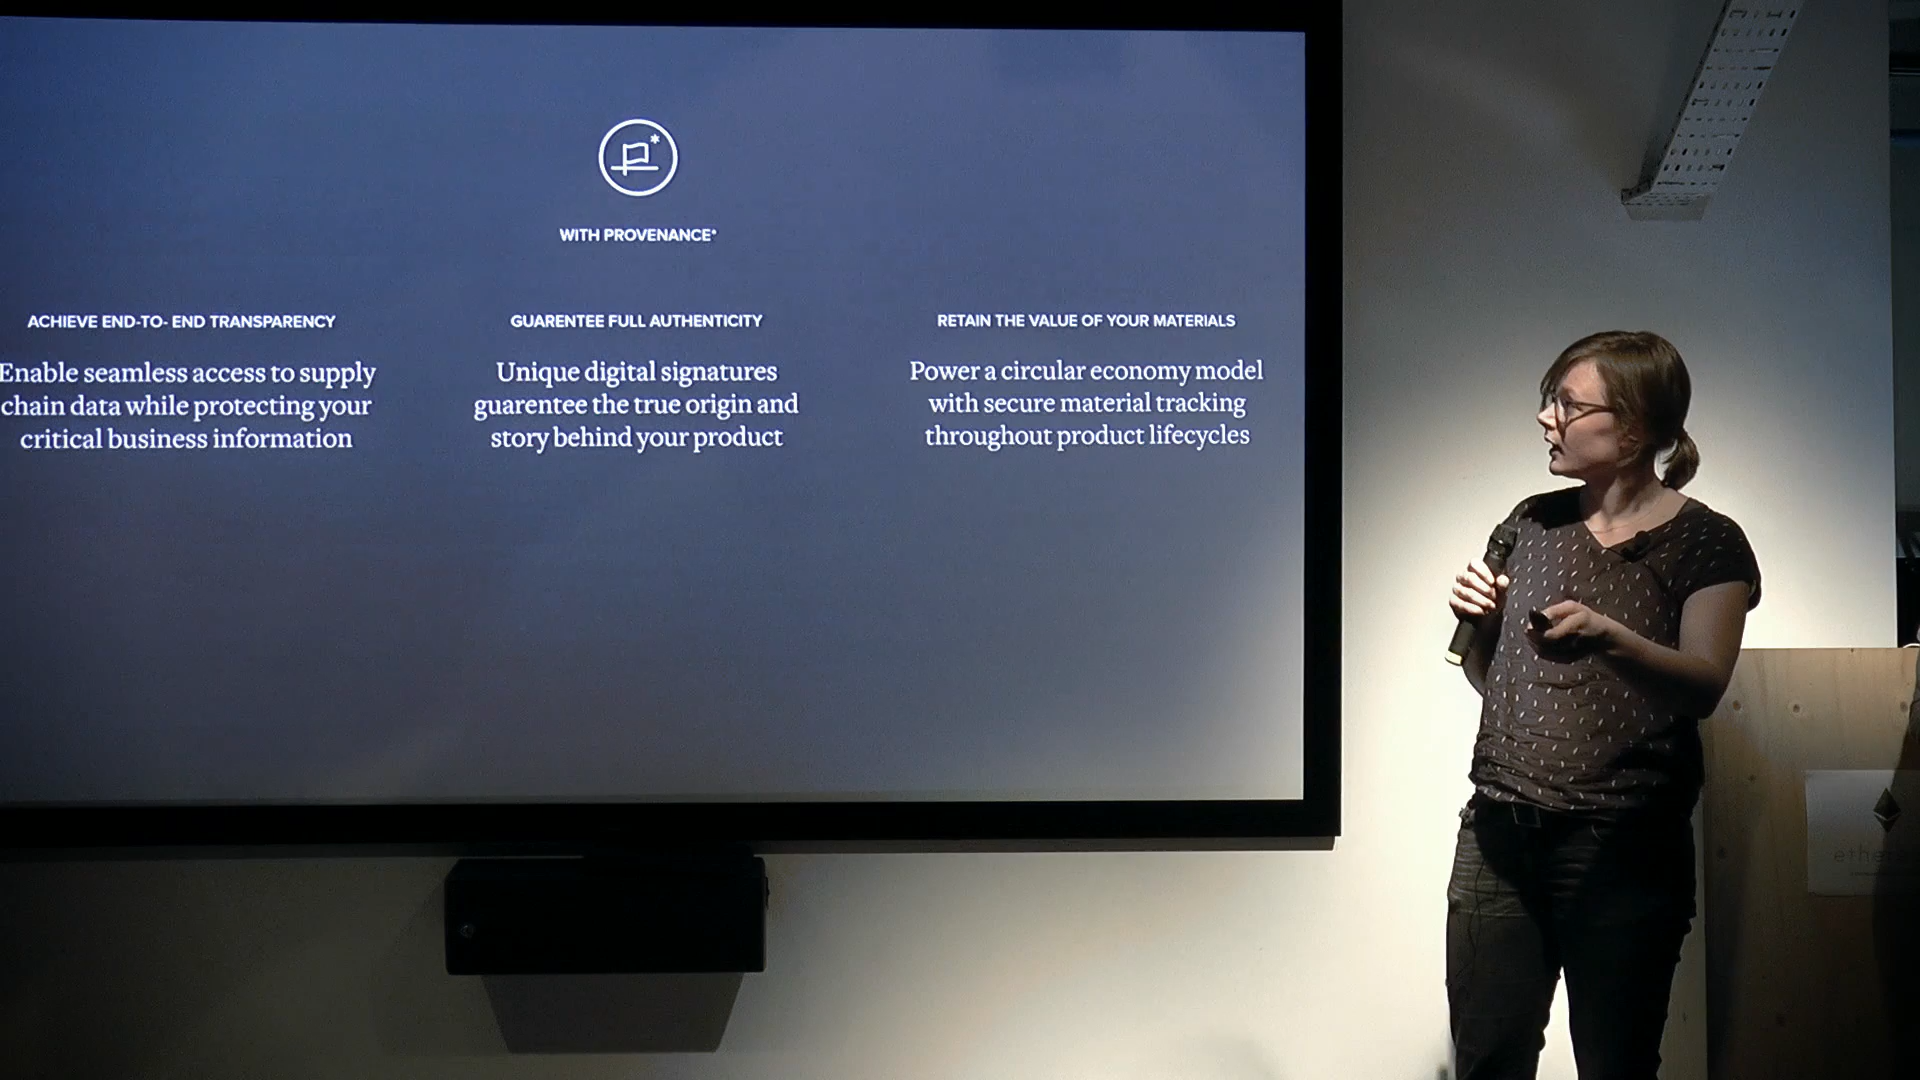 WITH PROVENANCE*
ACHIEVE END-TO- END TRANSPARENCY
Enable seamless access to supply
chain data while protecting your
critical business information
GUARENTEE FULL AUTHENTICITY
Unique digital signatures
guarentee the true origin and
story behind your product
RETAIN THE VALUE OF YOUR MATERIALS
Power a circular economy model
with secure material tracking
throughout product lifecycles